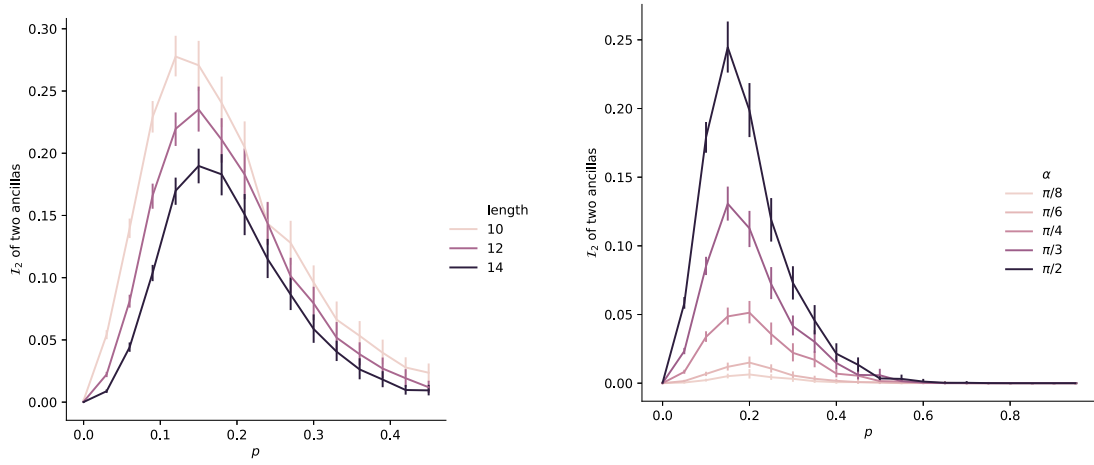 0.30
0.25
0.20
0.15
0.10
0.05
0.00
0.0 0.1 0.2 0.3 0.4
p
I₂ of two ancillas
length
10
12
14
0.25
0.20
0.15
0.10
0.05
0.00
0.0 0.2 0.4 0.6 0.8
p
I₂ of two ancillas
α
π/8
π/6
π/4
π/3
π/2